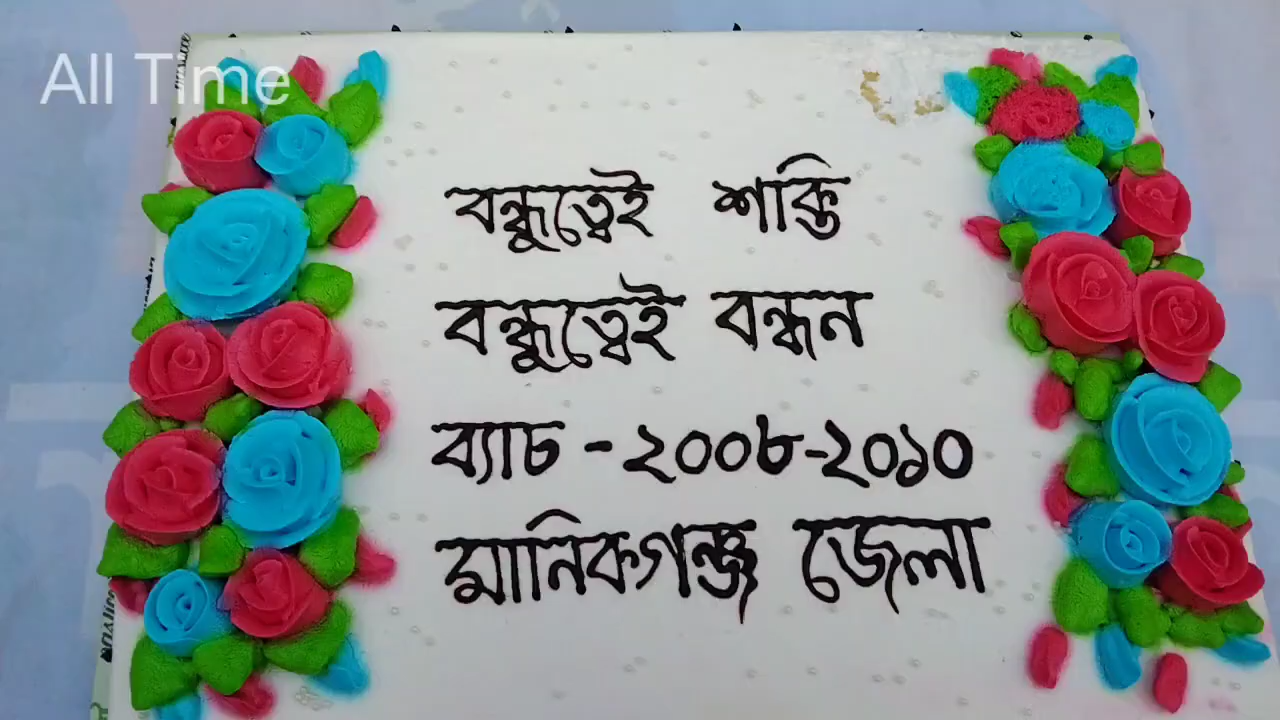 All Time
বন্ধুত্বেই শক্তি
বন্ধুত্বেই বন্ধন
ব্যাচ - ২০০৮-২০১০
মানিকগঞ্জ জেলা